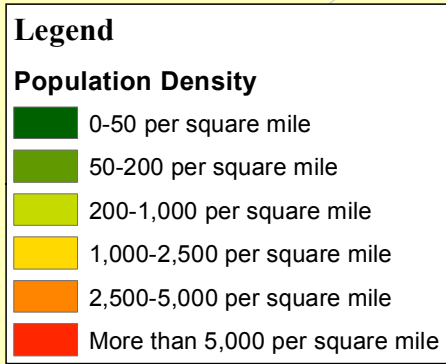 Legend
Population Density
0-50 per square mile
50-200 per square mile
200-1,000 per square mile
1,000-2,500 per square mile
2,500-5,000 per square mile
More than 5,000 per square mile